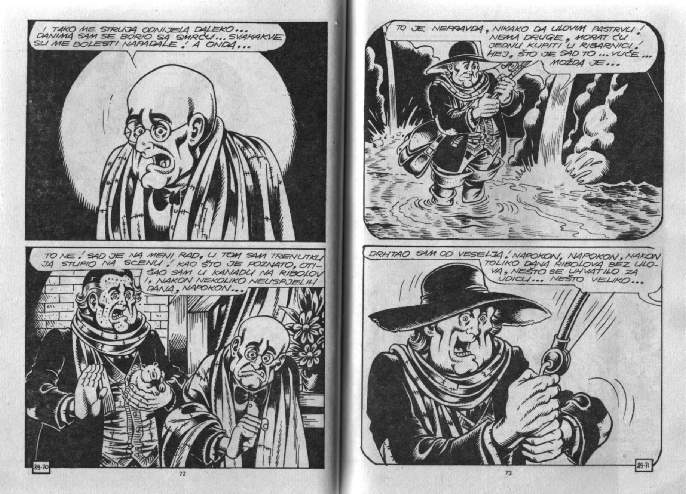 I TAKO ME STRUJA ODNIJELA DALEKO...
DANIMA SAM SE BORIO SA SMRĆU... SVAKAKVE
SU ME BOLESTI NAPADALE! A ONDA...
TO NE! SAD JE NA MENI RED, U TOM SAM TRENUTKU
JA STUPIO NA SCENU! KAO ŠTO JE POZNATO, OTI-
ŠAO SAM U KANADU NA RIBOLOV
I, NAKON NEKOLIKO NEUSPJELIH
DANA, NAPOKON...
72
TO JE NEPRAVDA, NIKAKO DA ULOVIM PASTRVU!
NEMA DRUGE, MORAT ĆU
JEDNU KUPITI U RIBARNICI!
HEJ, ŠTO JE SAD TO... VUČE...
MOŽDA JE...
DRHTAO SAM OD VESELJA! NAPOKON, NAPOKON, NAKON
TOLIKO DANA RIBOLOVA BEZ ULO-
VA, NEŠTO SE UHVATILO ZA
UDICU... NEŠTO VELIKO...
73